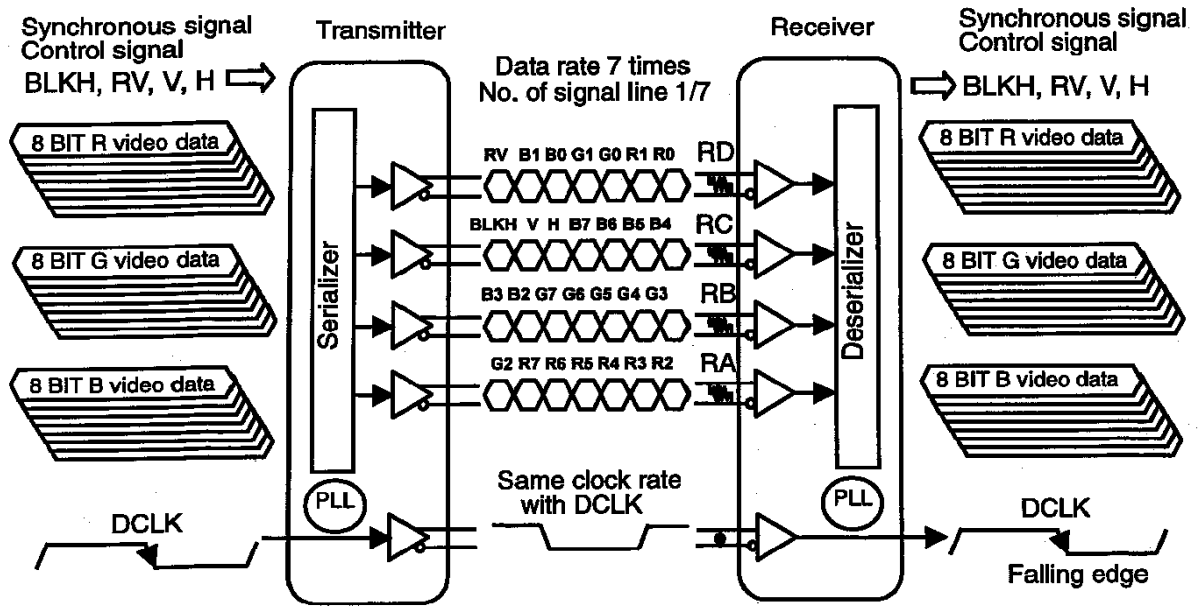 Synchronous signal
Control signal
BLKH, RV, V, H
Transmitter
Receiver
Synchronous signal
Control signal
BLKH, RV, V, H
Data rate 7 times
No. of signal line 1/7
8 BIT R video data
8 BIT G video data
8 BIT B video data
Serializer
PLL
RV B1 B0 G1 G0 R1 R0
RD
BLKH V H B7 B6 B5 B4
RC
B3 B2 G7 G6 G5 G4 G3
RB
G2 R7 R6 R5 R4 R3 R2
RA
Same clock rate
with DCLK
Deserializer
PLL
8 BIT R video data
8 BIT G video data
8 BIT B video data
DCLK
DCLK
Falling edge